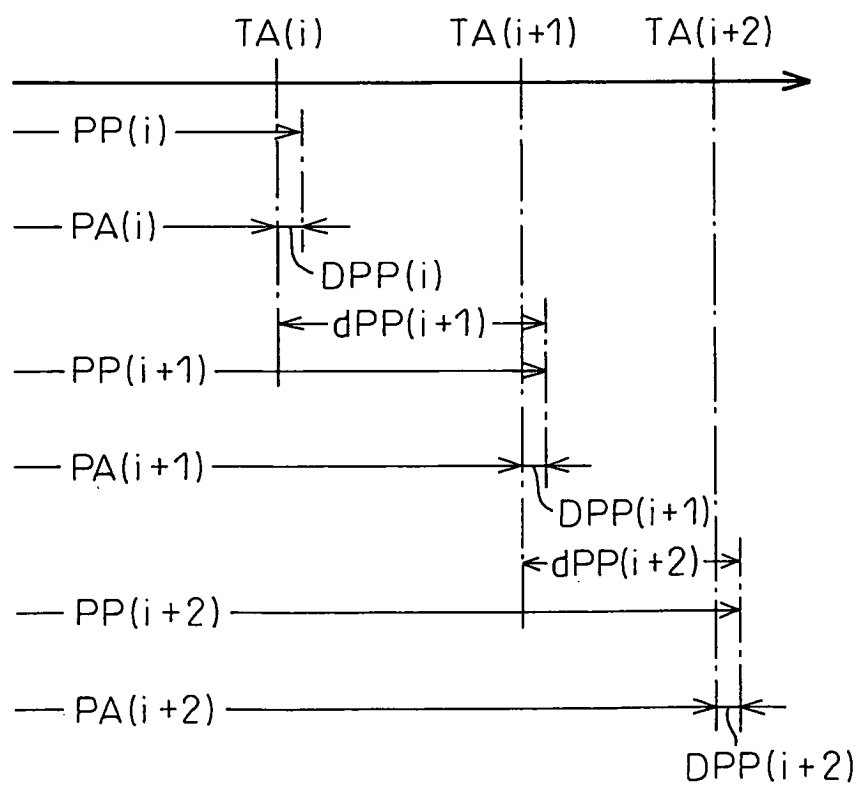 TA(i) TA(i+1) TA(i+2)
PP(i)
PA(i)
DPP(i)
dPP(i+1)
PP(i+1)
PA(i+1)
DPP(i+1)
dPP(i+2)
PP(i+2)
PA(i+2)
DPP(i+2)